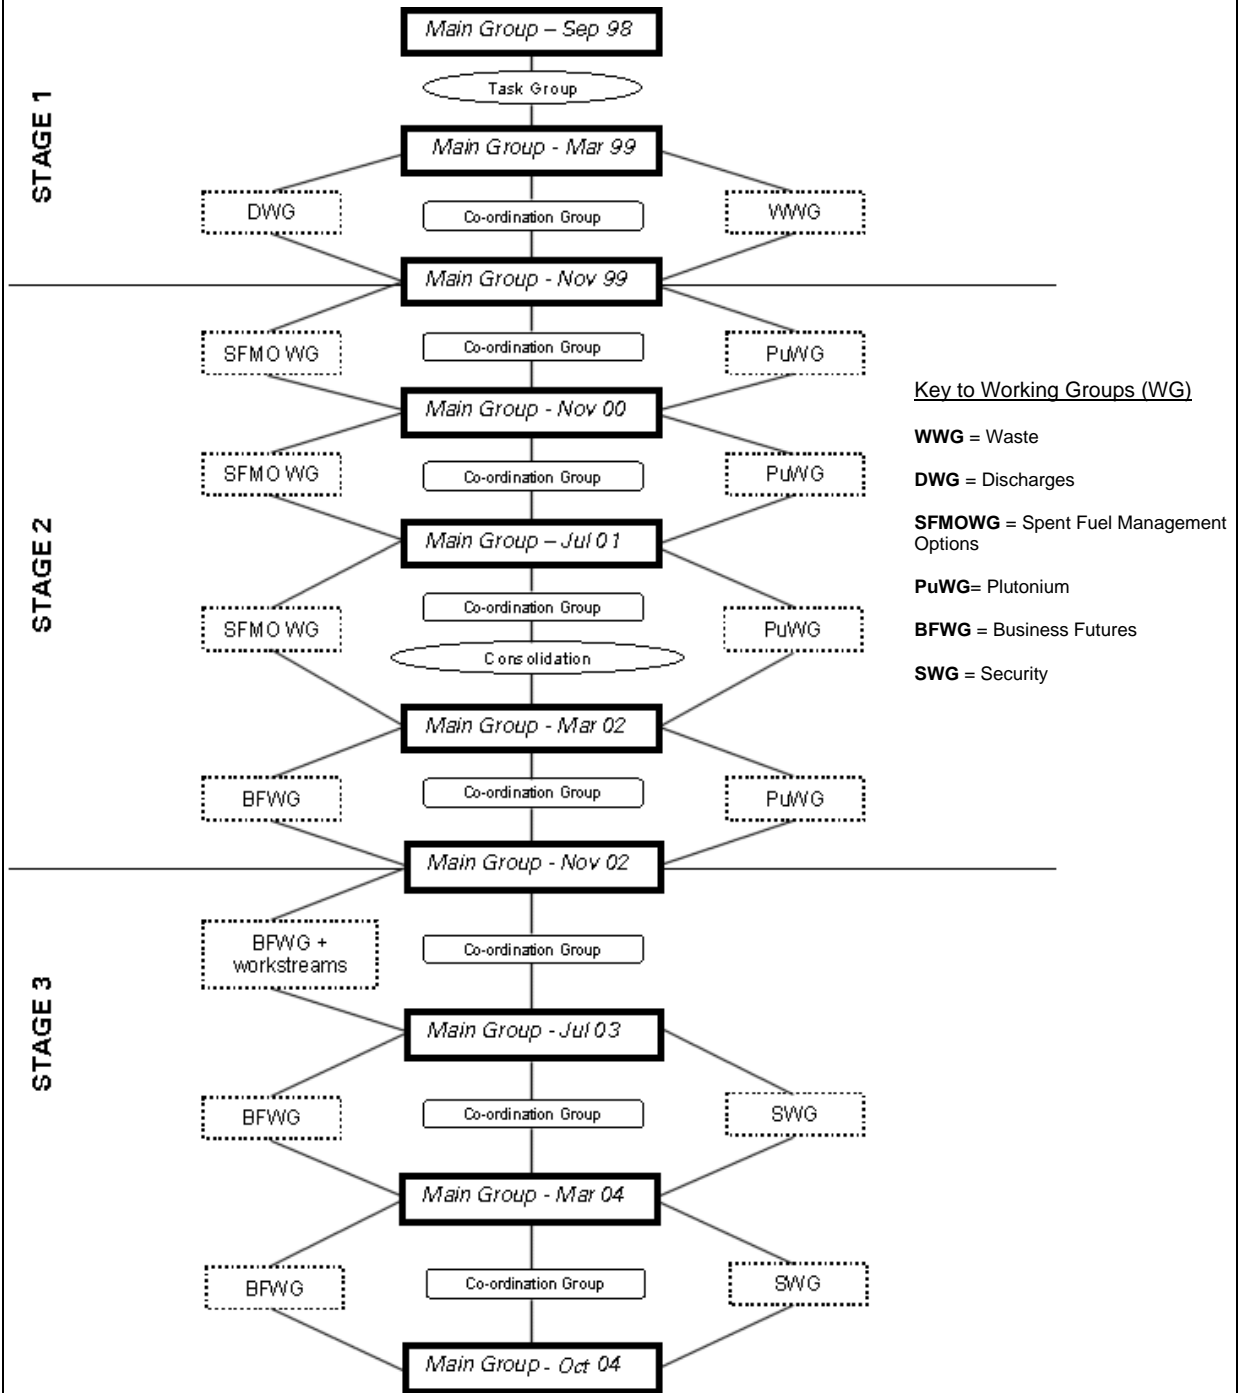 Main Group – Sep 98
Task Group
STAGE 1
Main Group - Mar 99
DWG
Co-ordination Group
WWG
Main Group - Nov 99
SFMO WG
Co-ordination Group
PuWG
Main Group - Nov 00
SFMO WG
Co-ordination Group
PuWG
STAGE 2
Main Group – Jul 01
Co-ordination Group
SFMO WG
PuWG
Consolidation
Main Group - Mar 02
BFWG
Co-ordination Group
PuWG
Main Group - Nov 02
Key to Working Groups (WG)
WWG = Waste
DWG = Discharges
SFMOWG = Spent Fuel Management
Options
PuWG= Plutonium
BFWG = Business Futures
SWG = Security
STAGE 3
BFWG +
workstreams
Co-ordination Group
Main Group - Jul 03
BFWG
Co-ordination Group
SWG
Main Group - Mar 04
BFWG
Co-ordination Group
SWG
Main Group - Oct 04